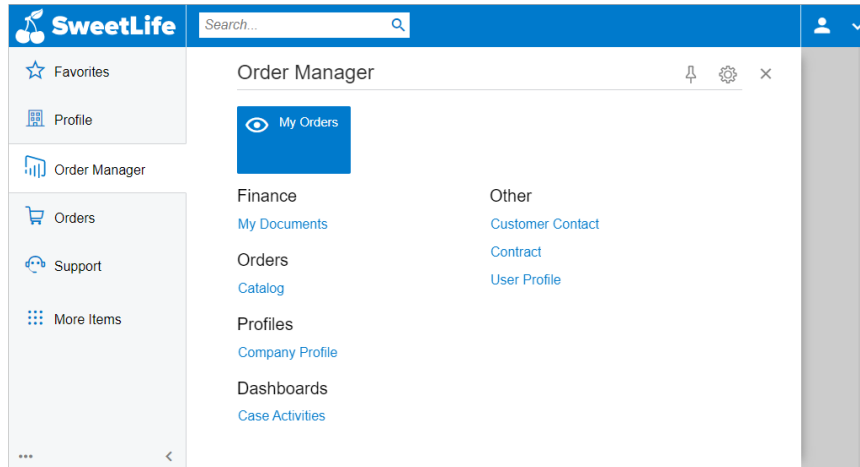 SweetLife
Search...
Favorites
Profile
Order Manager
Orders
Support
More Items
Order Manager
My Orders
Finance
My Documents
Orders
Catalog
Profiles
Company Profile
Dashboards
Case Activities
Other
Customer Contact
Contract
User Profile